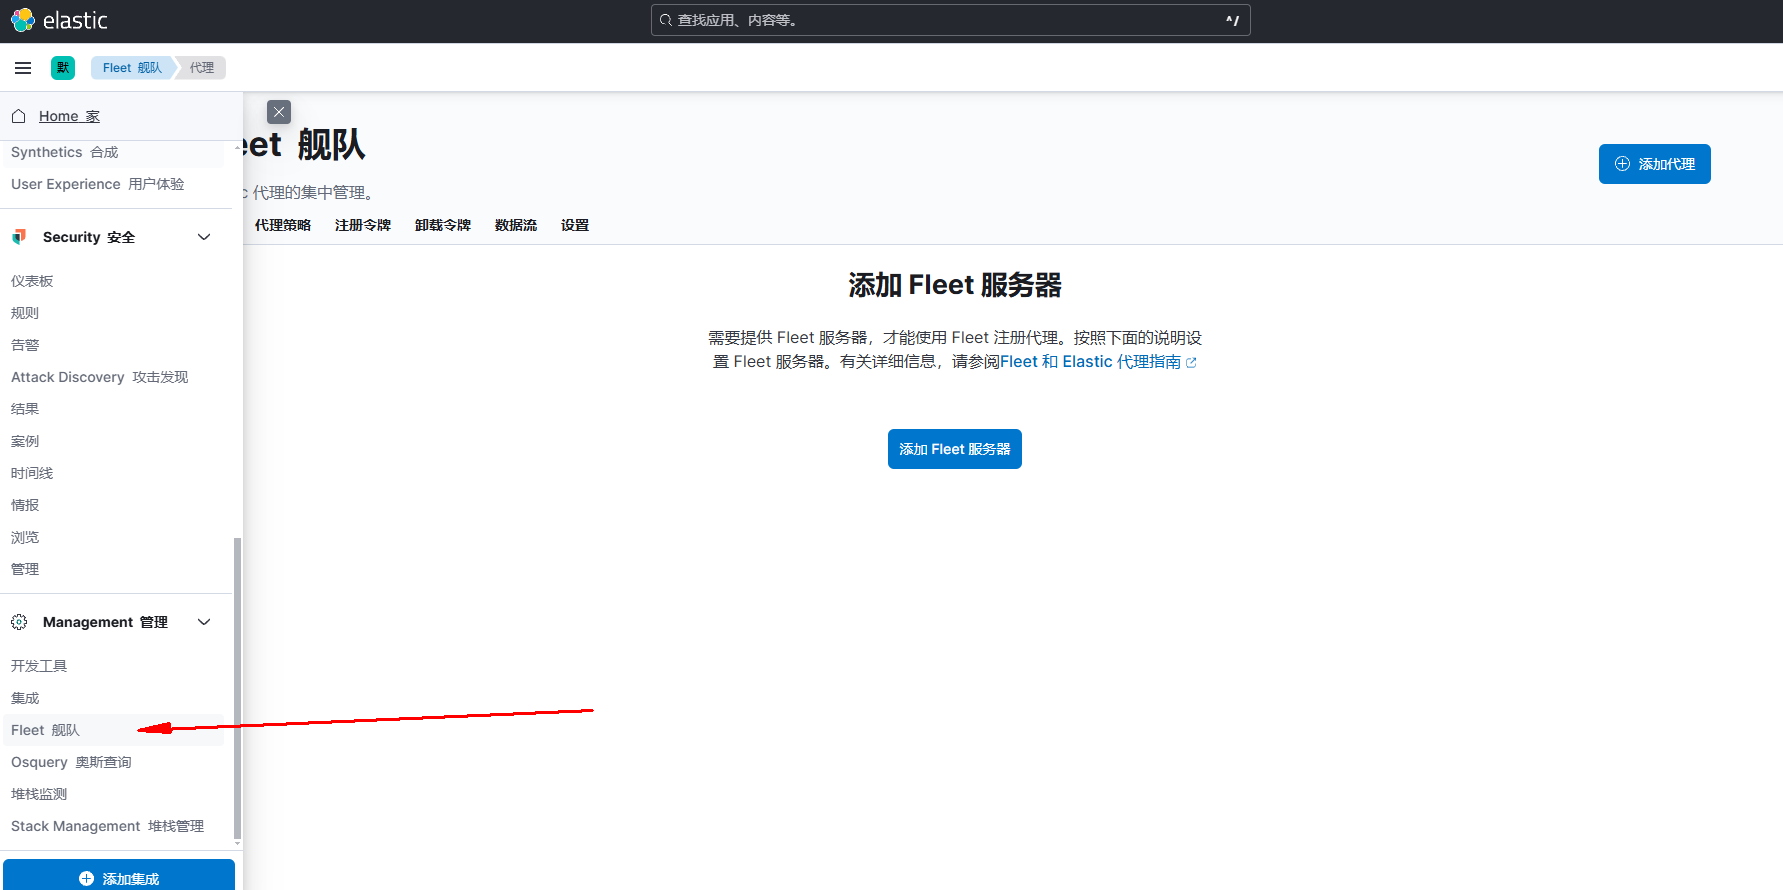 elastic
查找应用、内容等。
^/
默
Fleet 舰队
代理
Home 家
Synthetics 合成
User Experience 用户体验
Security 安全
仪表板
规则
告警
Attack Discovery 攻击发现
结果
案例
时间线
情报
浏览
管理
Management 管理
开发工具
集成
Fleet 舰队
Osquery 奥斯查询
堆栈监测
Stack Management 堆栈管理
添加集成
eet 舰队
c 代理的集中管理。
添加代理
代理策略
注册令牌
卸载令牌
数据流
设置
添加 Fleet 服务器
需要提供 Fleet 服务器，才能使用 Fleet 注册代理。按照下面的说明设
置 Fleet 服务器。有关详细信息，请参阅Fleet 和 Elastic 代理指南
添加 Fleet 服务器